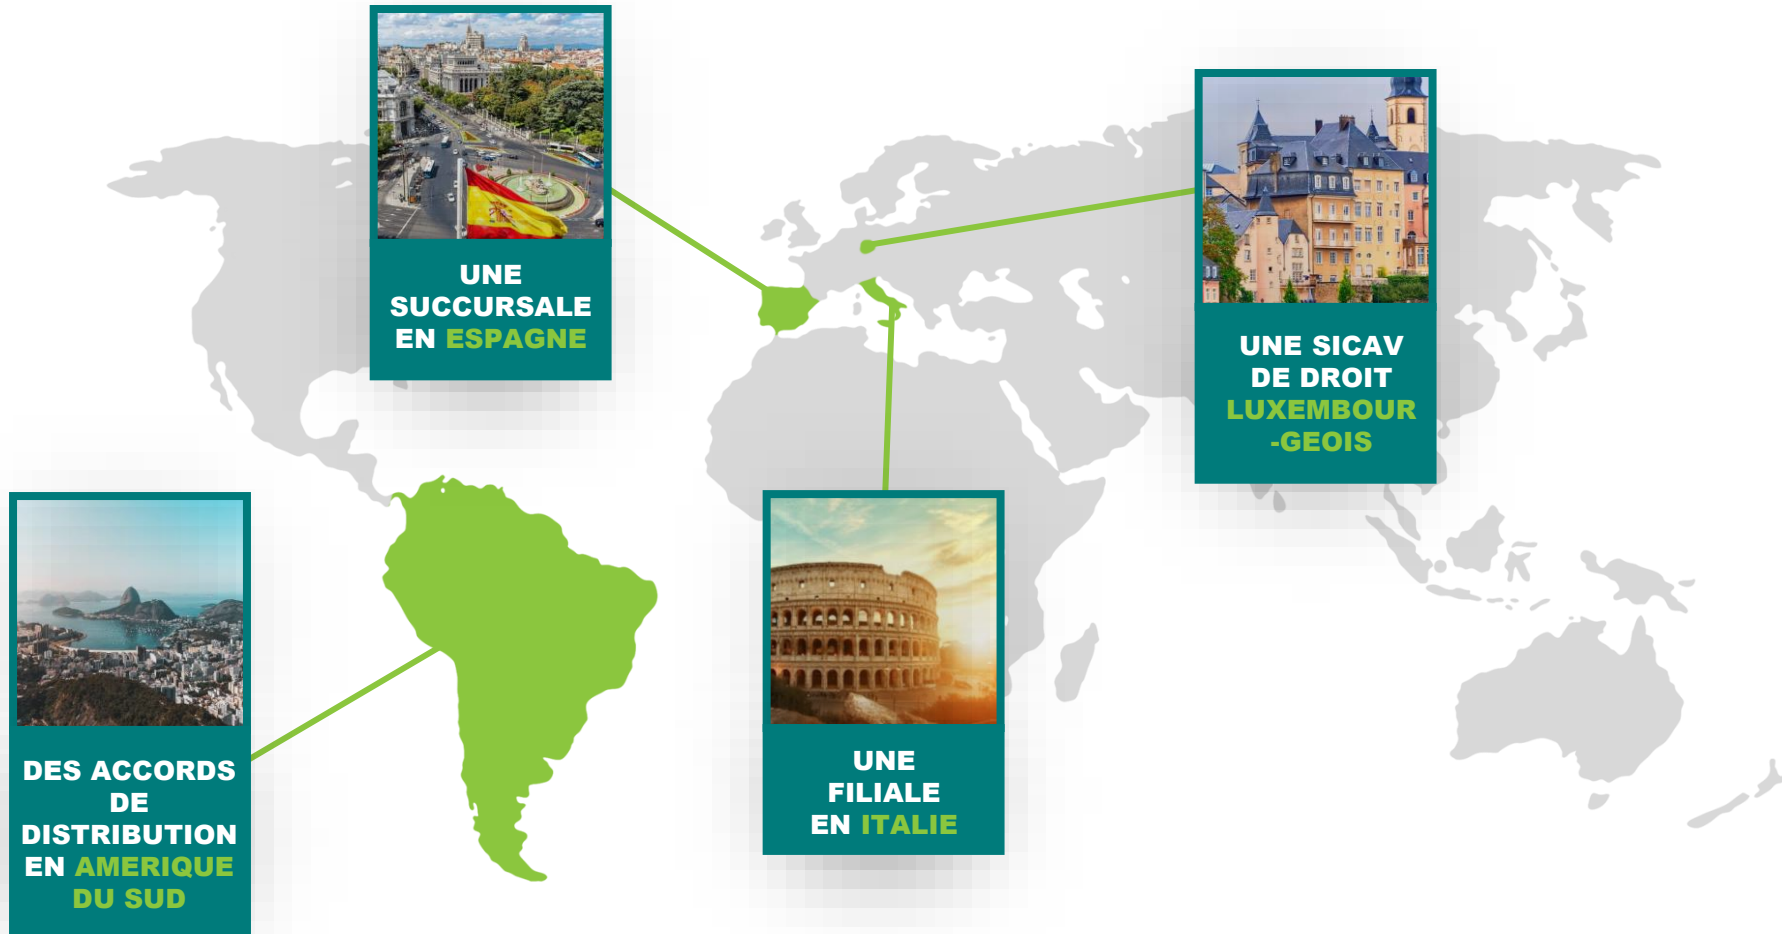 UNE
SUCCURSALE
EN ESPAGNE
UNE SICAV
DE DROIT
LUXEMBOUR
-GEOIS
DES ACCORDS
DE
DISTRIBUTION
EN AMERIQUE
DU SUD
UNE
FILIALE
EN ITALIE